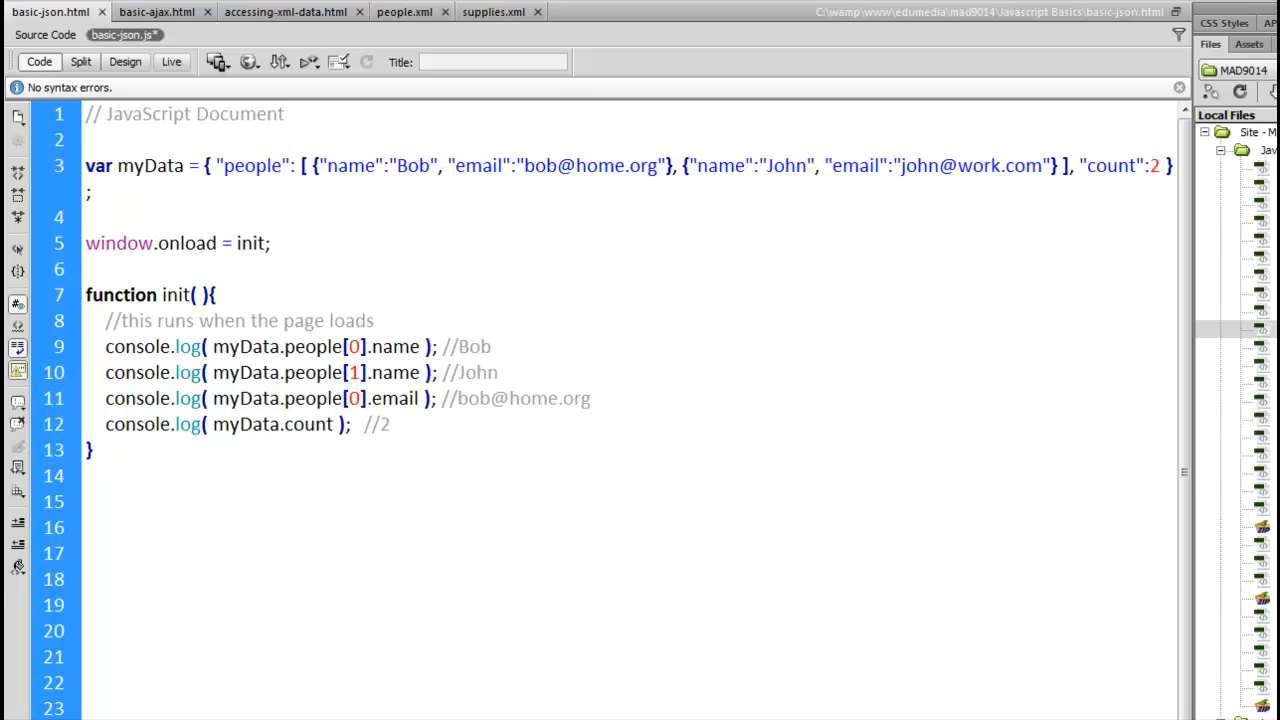 basic-json.html × basic-ajax.html × accessing-xml-data.html × people.xml × supplies.xml × C:\wamp\www\edumedia\mad9014\Javascript Basics\basic-json.html
CSS Styles AP
Source Code basic-json.js*
Files Assets
Code Split Design Live Title:
MAD9014
No syntax errors.
Local Files
Site - M
Jav
1 // JavaScript Document
2
3 var myData = { "people": [ {"name":"Bob", "email":"bob@home.org"}, {"name":"John", "email":"john@work.com"} ], "count":2 }
;
4
5 window.onload = init;
6
7 function init( ){
8 //this runs when the page loads
9 console.log( myData.people[0].name ); //Bob
10 console.log( myData.people[1].name ); //John
11 console.log( myData.people[0].email ); //bob@home.org
12 console.log( myData.count ); //2
13 }
14
15
16
17
18
19
20
21
22
23